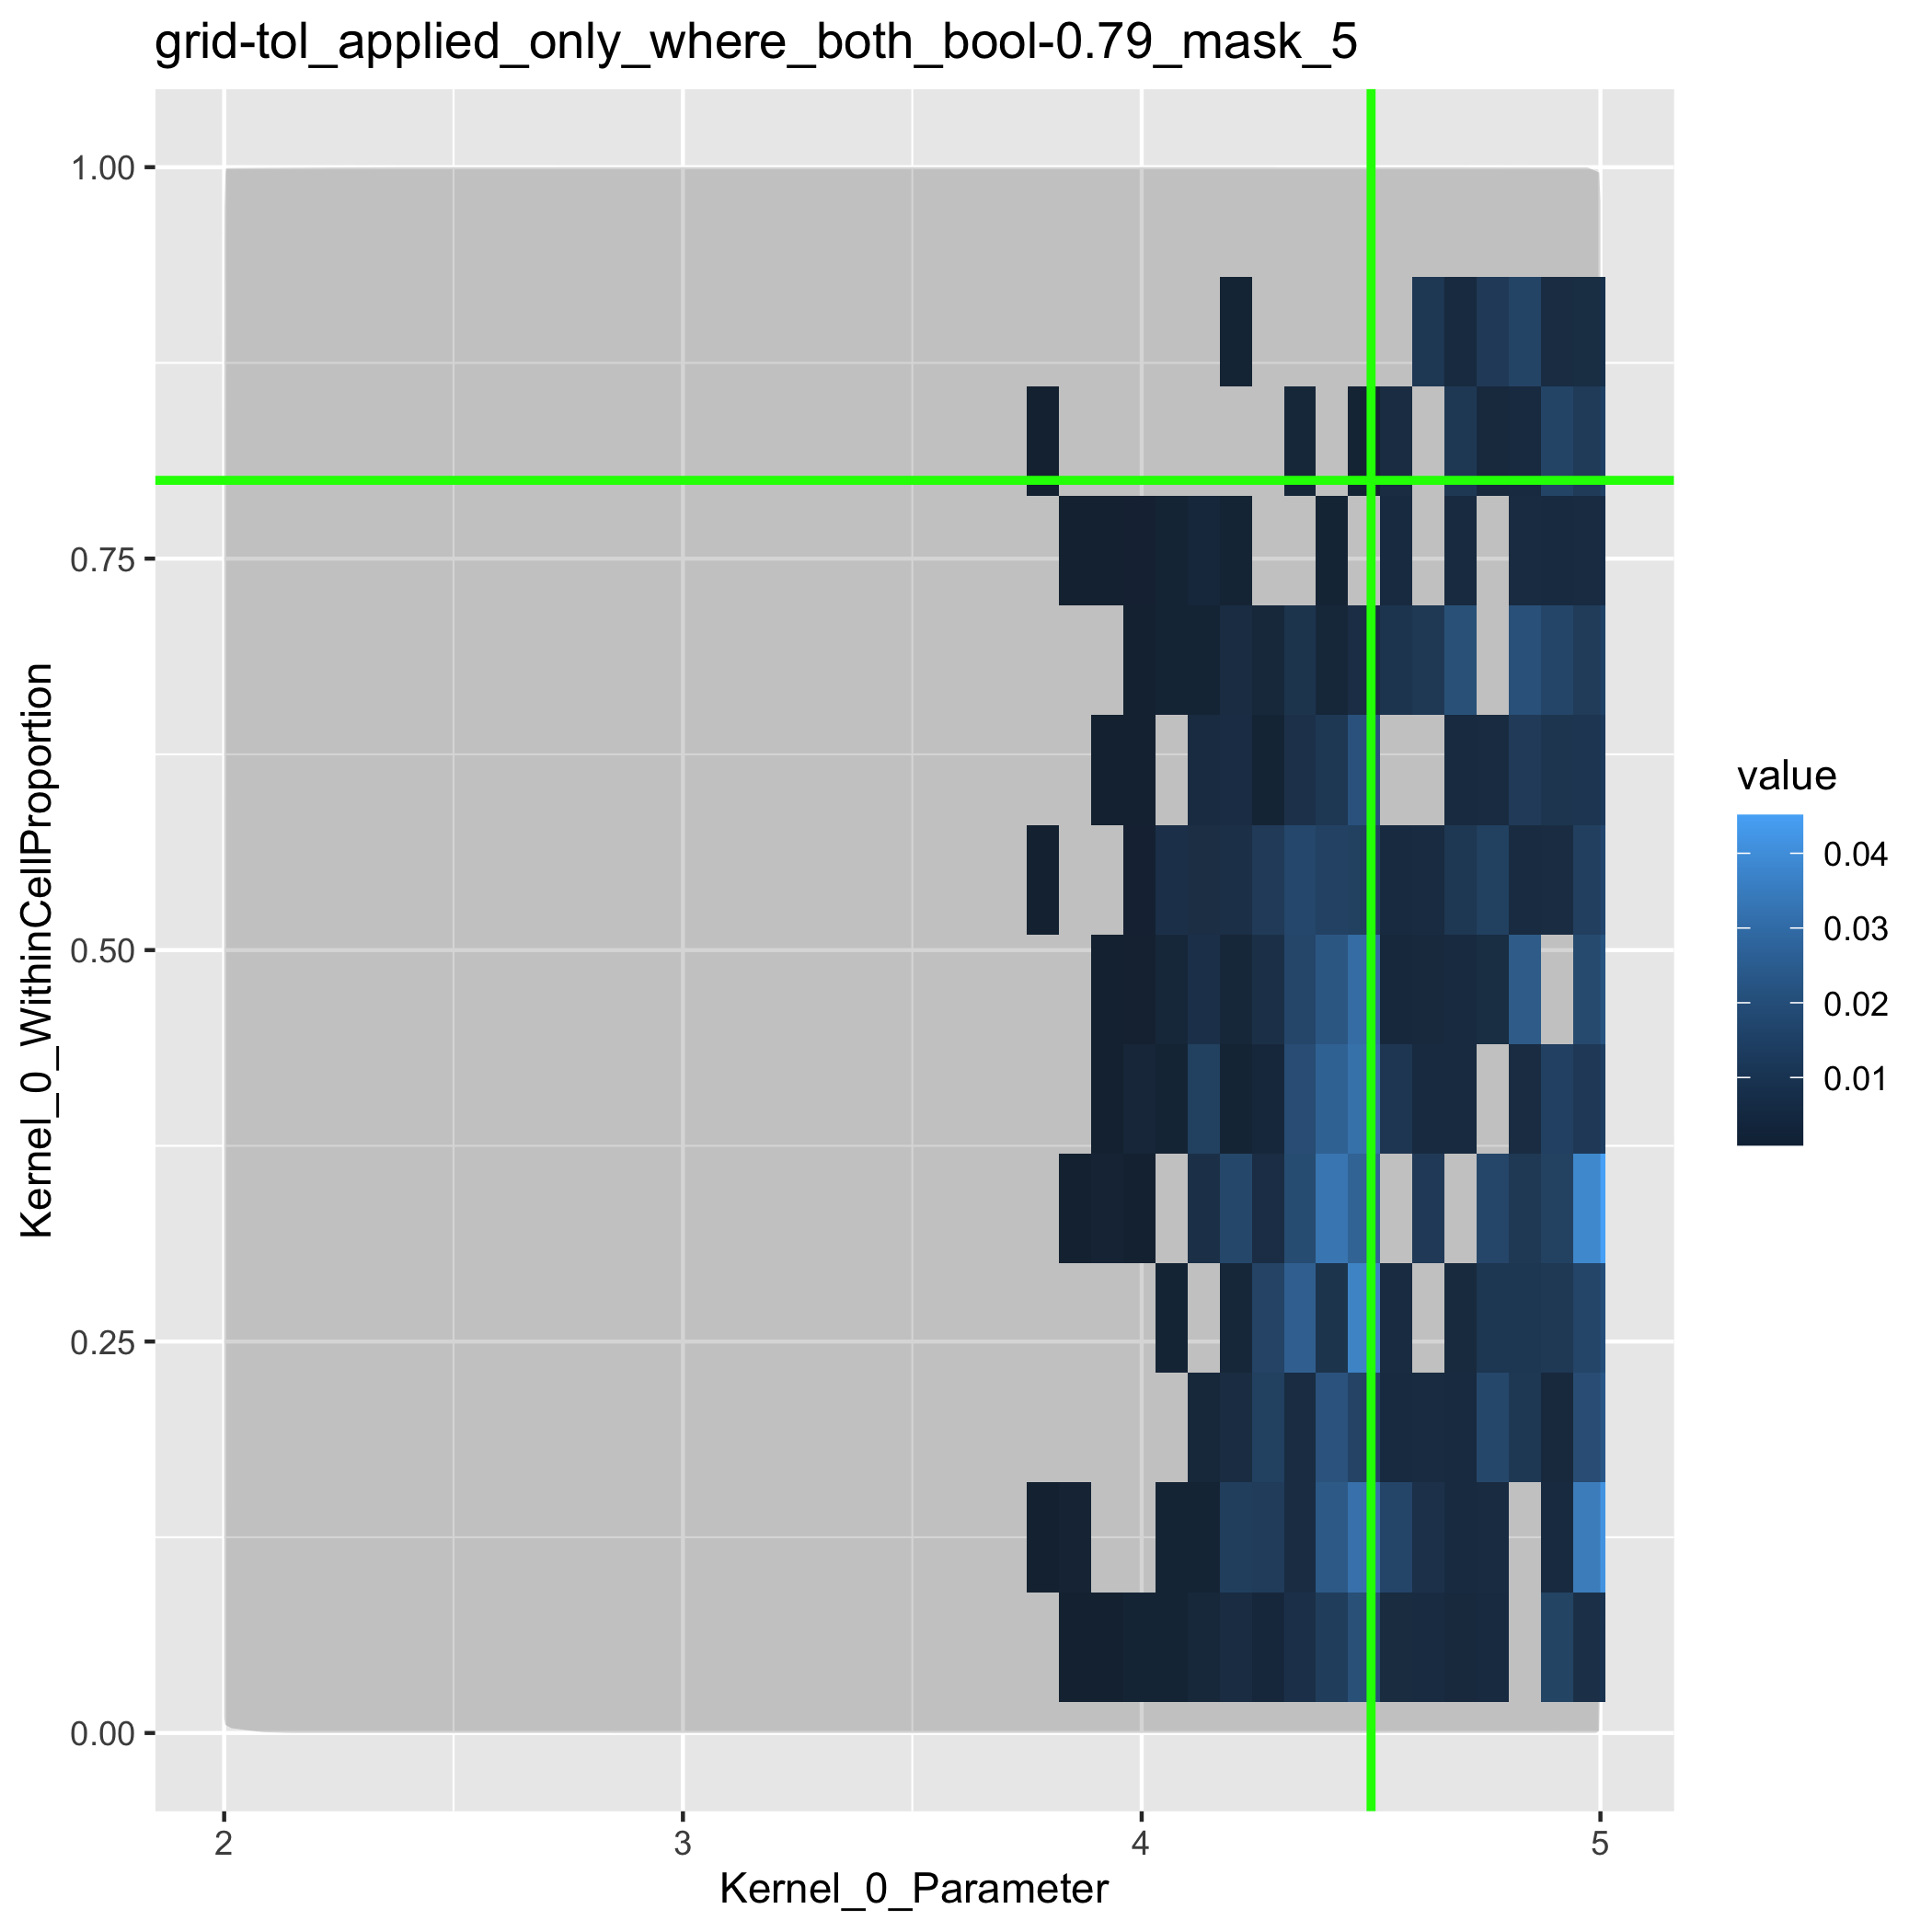 grid-tol_applied_only_where_both_bool-0.79_mask_5
1.00
0.75
0.50
0.25
0.00
Kernel_0_WithinCellProportion
2 3 4 5
Kernel_0_Parameter
value
0.04
0.03
0.02
0.01